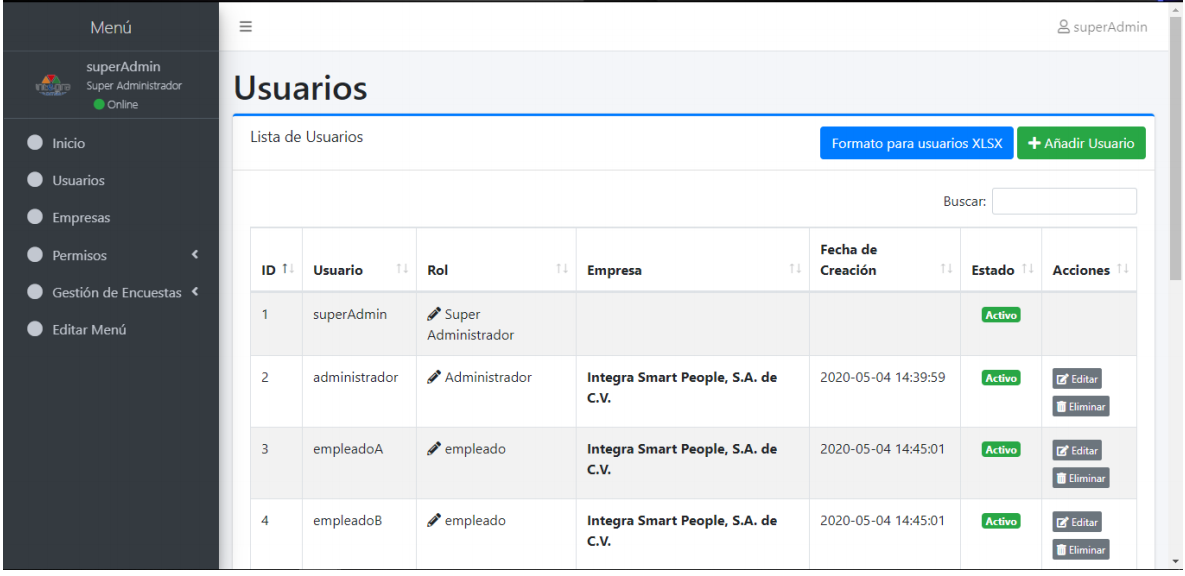 Menú
superAdmin
superAdmin
Super Administrador
Online
Inicio
Usuarios
Empresas
Permisos
Gestión de Encuestas
Editar Menú
Usuarios
Lista de Usuarios
Formato para usuarios XLSX
Añadir Usuario
Buscar:
ID Usuario Rol Empresa Fecha de Creación Estado Acciones
1 superAdmin Super Administrador Activo
2 administrador Administrador Integra Smart People, S.A. de C.V. 2020-05-04 14:39:59 Activo Editar Eliminar
3 empleadoA empleado Integra Smart People, S.A. de C.V. 2020-05-04 14:45:01 Activo Editar Eliminar
4 empleadoB empleado Integra Smart People, S.A. de C.V. 2020-05-04 14:45:01 Activo Editar Eliminar